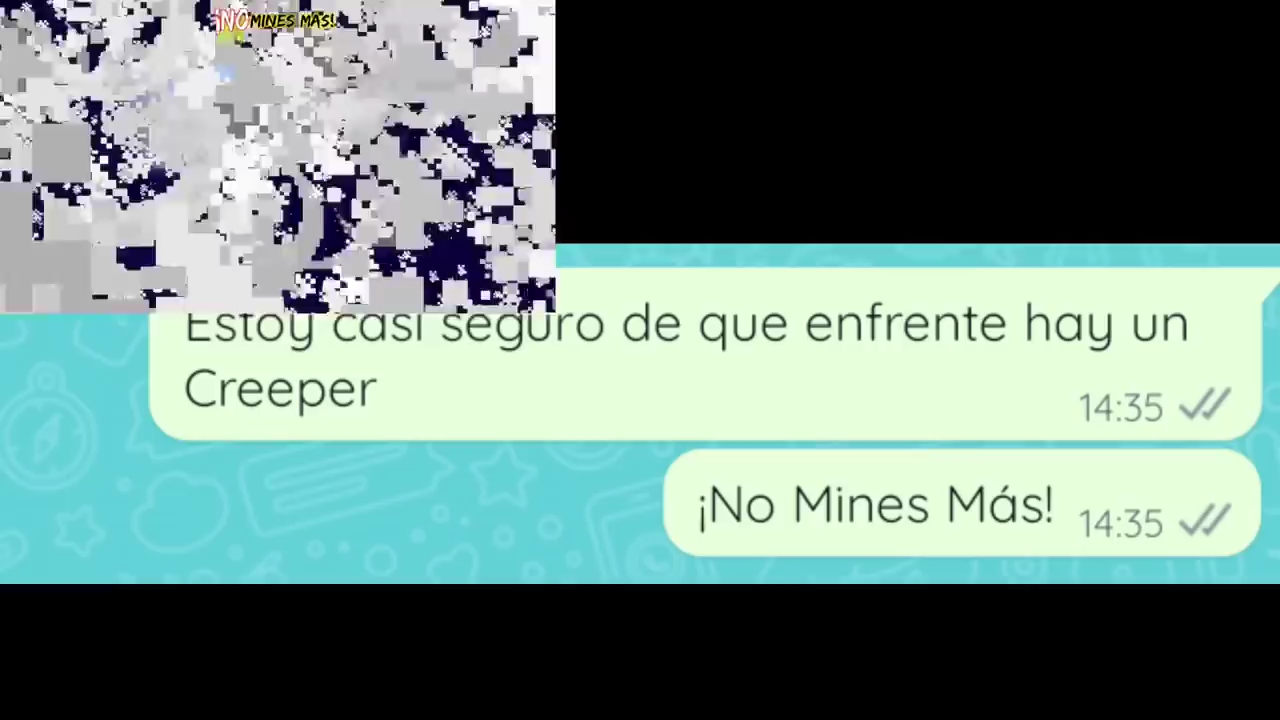 ¡NO MINES MÁS!
Estoy casi seguro de que enfrente hay un
Creeper
14:35
¡No Mines Más! 14:35